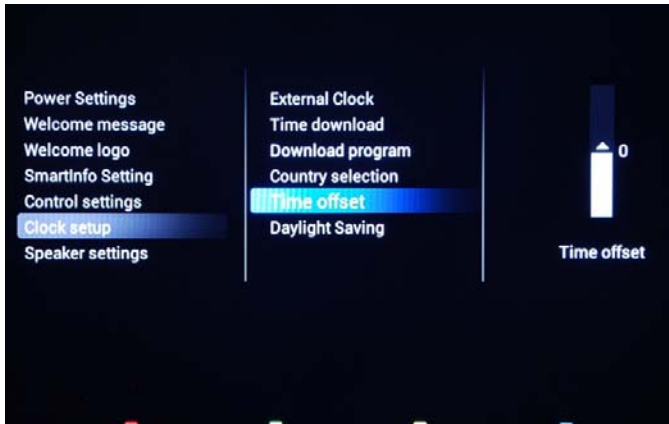 Power Settings
Welcome message
Welcome logo
SmartInfo Setting
Control settings
Clock setup
Speaker settings
External Clock
Time download
Download program
Country selection
Time offset
Daylight Saving
0
Time offset